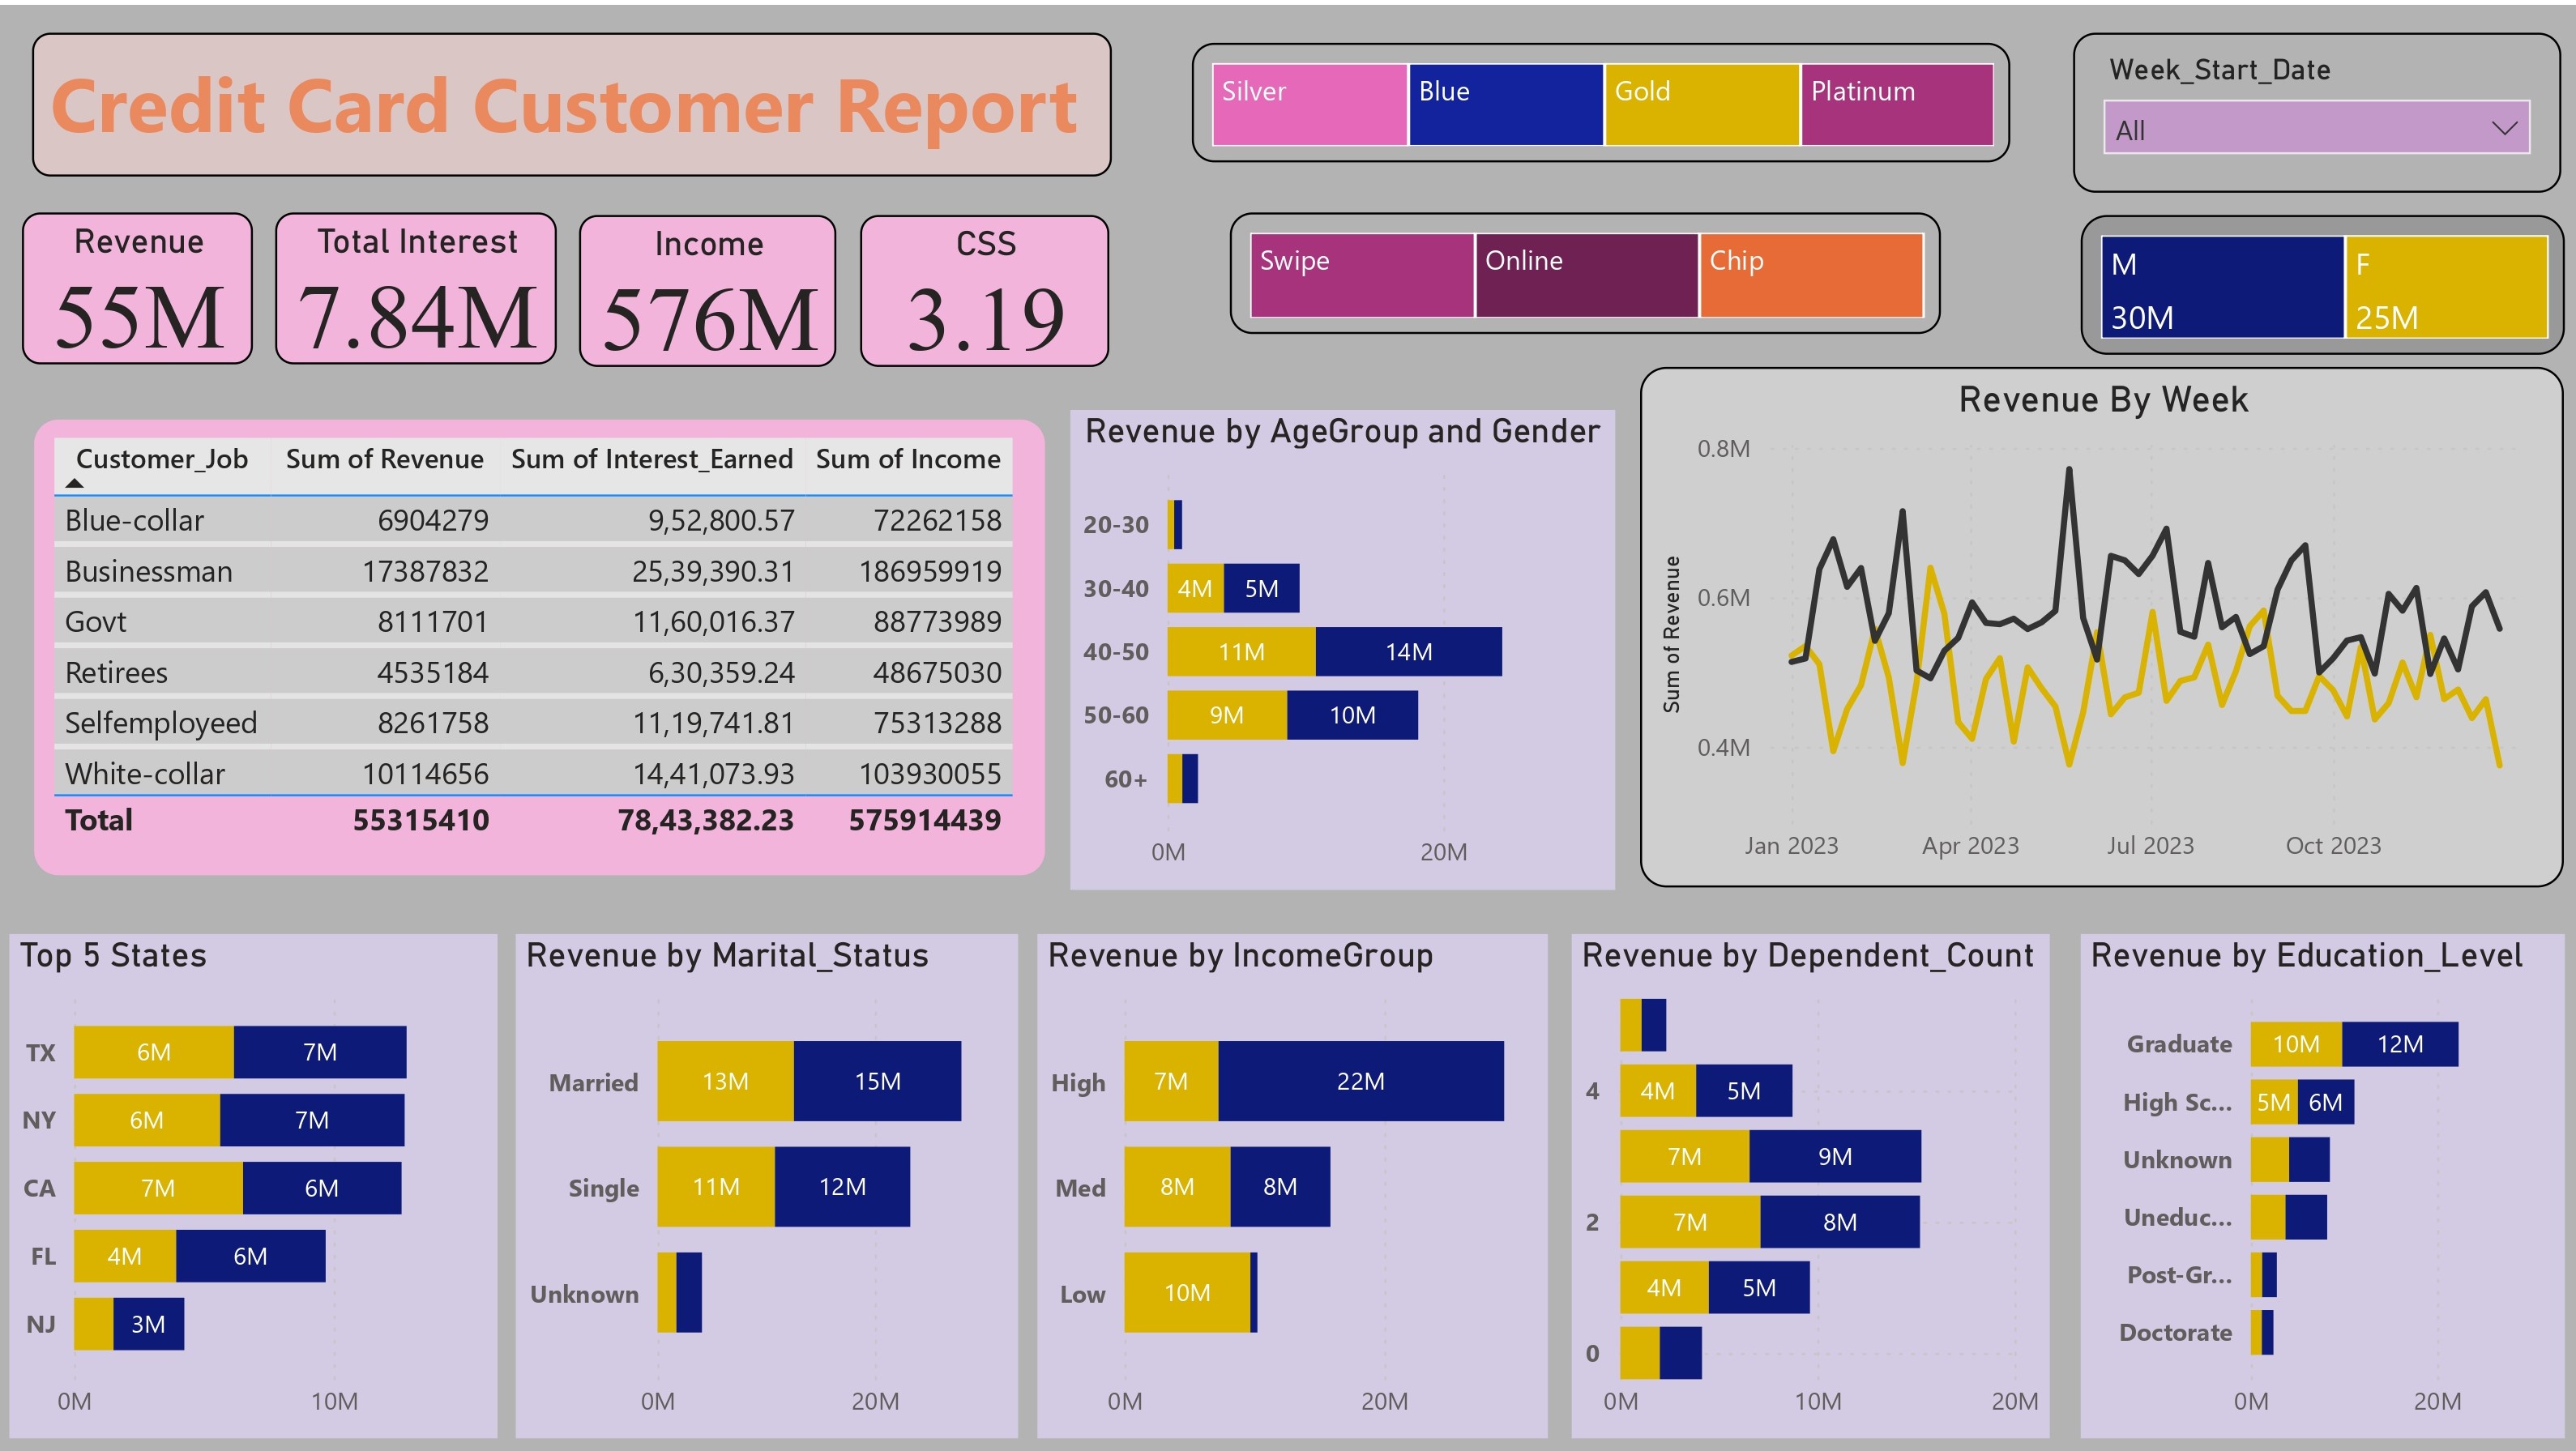 Credit Card Customer Report
Silver Blue Gold Platinum
Week_Start_Date
All
Revenue
55M
Total Interest
7.84M
Income
576M
CSS
3.19
Swipe Online Chip
M F
30M 25M
Customer_Job Sum of Revenue Sum of Interest_Earned Sum of Income
Blue-collar 6904279 9,52,800.57 72262158
Businessman 17387832 25,39,390.31 186959919
Govt 8111701 11,60,016.37 88773989
Retirees 4535184 6,30,359.24 48675030
Selfemployeed 8261758 11,19,741.81 75313288
White-collar 10114656 14,41,073.93 103930055
Total 55315410 78,43,382.23 575914439
Revenue by AgeGroup and Gender
20-30
30-40 4M 5M
40-50 11M 14M
50-60 9M 10M
60+
0M 20M
Revenue By Week
Sum of Revenue
0.8M
0.6M
0.4M
Jan 2023 Apr 2023 Jul 2023 Oct 2023
Top 5 States
TX 6M 7M
NY 6M 7M
CA 7M 6M
FL 4M 6M
NJ 3M
0M 10M
Revenue by Marital_Status
Married 13M 15M
Single 11M 12M
Unknown
0M 20M
Revenue by IncomeGroup
High 7M 22M
Med 8M 8M
Low 10M
0M 20M
Revenue by Dependent_Count
4 4M 5M
7M 9M
2 7M 8M
4M 5M
0
0M 10M 20M
Revenue by Education_Level
Graduate 10M 12M
High Sc... 5M 6M
Unknown
Uneduc...
Post-Gr...
Doctorate
0M 20M